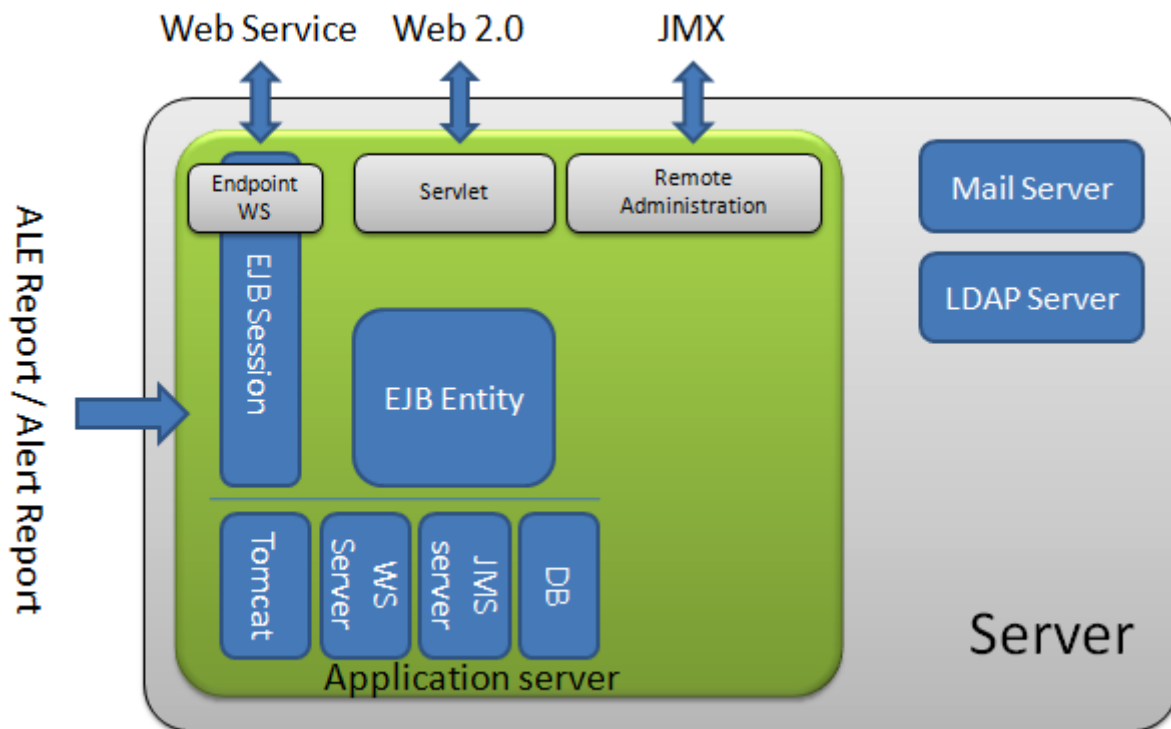 Web Service
Web 2.0
JMX
Endpoint
WS
Servlet
Remote
Administration
Mail Server
LDAP Server
ALE Report / Alert Report
EJB Session
EJB Entity
Tomcat
WS
Server
JMS
server
DB
Application server
Server